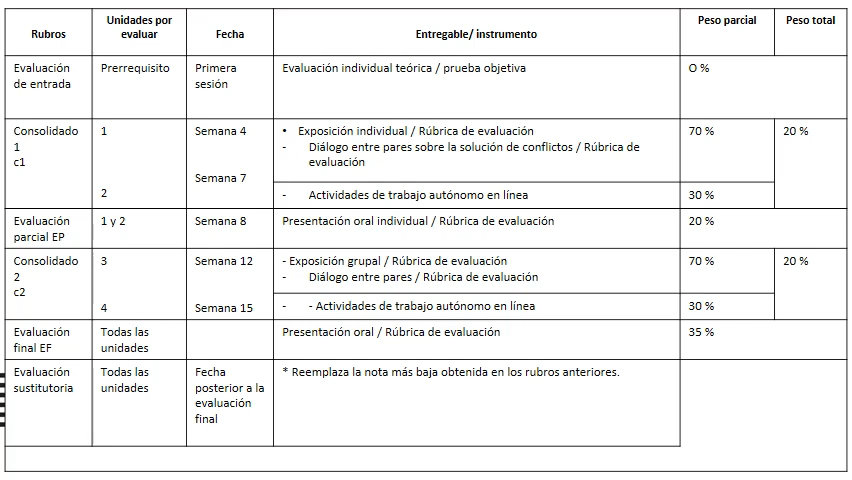 Rubros
Unidades por
evaluar
Fecha
Entregable/ instrumento
Peso parcial
Peso total
Evaluación
de entrada
Prerrequisito
Primera
sesión
Evaluación individual teórica / prueba objetiva
O %
Consolidado
1
c1
1
2
Semana 4
Semana 7
• Exposición individual / Rúbrica de evaluación
- Diálogo entre pares sobre la solución de conflictos / Rúbrica de
evaluación
70 %
20 %
- Actividades de trabajo autónomo en línea
30 %
Evaluación
parcial EP
1 y 2
Semana 8
Presentación oral individual / Rúbrica de evaluación
20 %
Consolidado
2
c2
3
4
Semana 12
Semana 15
- Exposición grupal / Rúbrica de evaluación
- Diálogo entre pares / Rúbrica de evaluación
70 %
20 %
- - Actividades de trabajo autónomo en línea
30 %
Evaluación
final EF
Todas las
unidades
Presentación oral / Rúbrica de evaluación
35 %
Evaluación
sustitutoria
Todas las
unidades
Fecha
posterior a la
evaluación
final
* Reemplaza la nota más baja obtenida en los rubros anteriores.